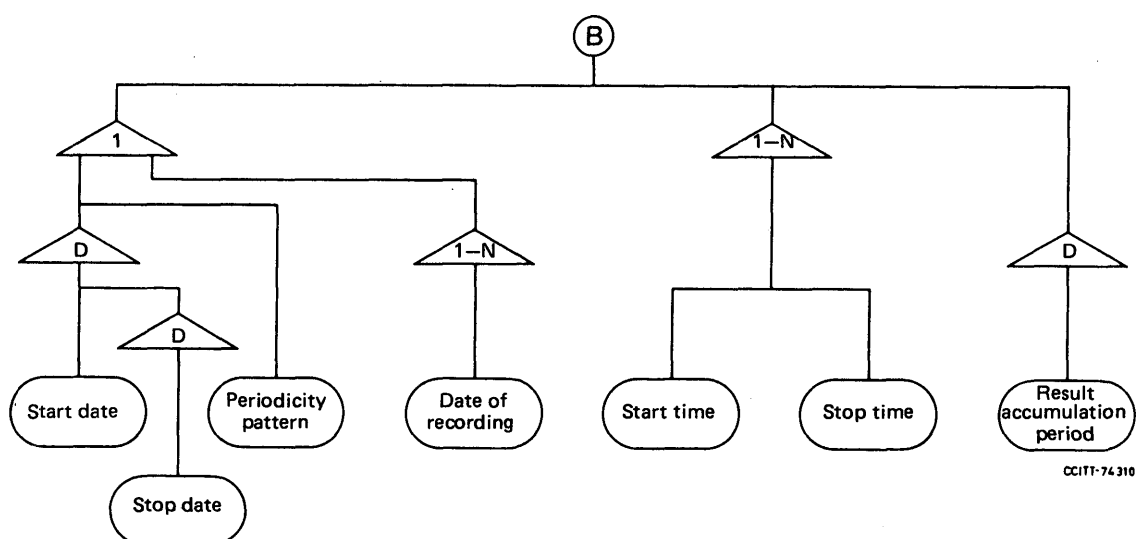 B
1
1–N
D
1–N
D
D
Start date
Periodicity
pattern
Date of
recording
Start time
Stop time
Result
accumulation
period
CCITT-74310
Stop date